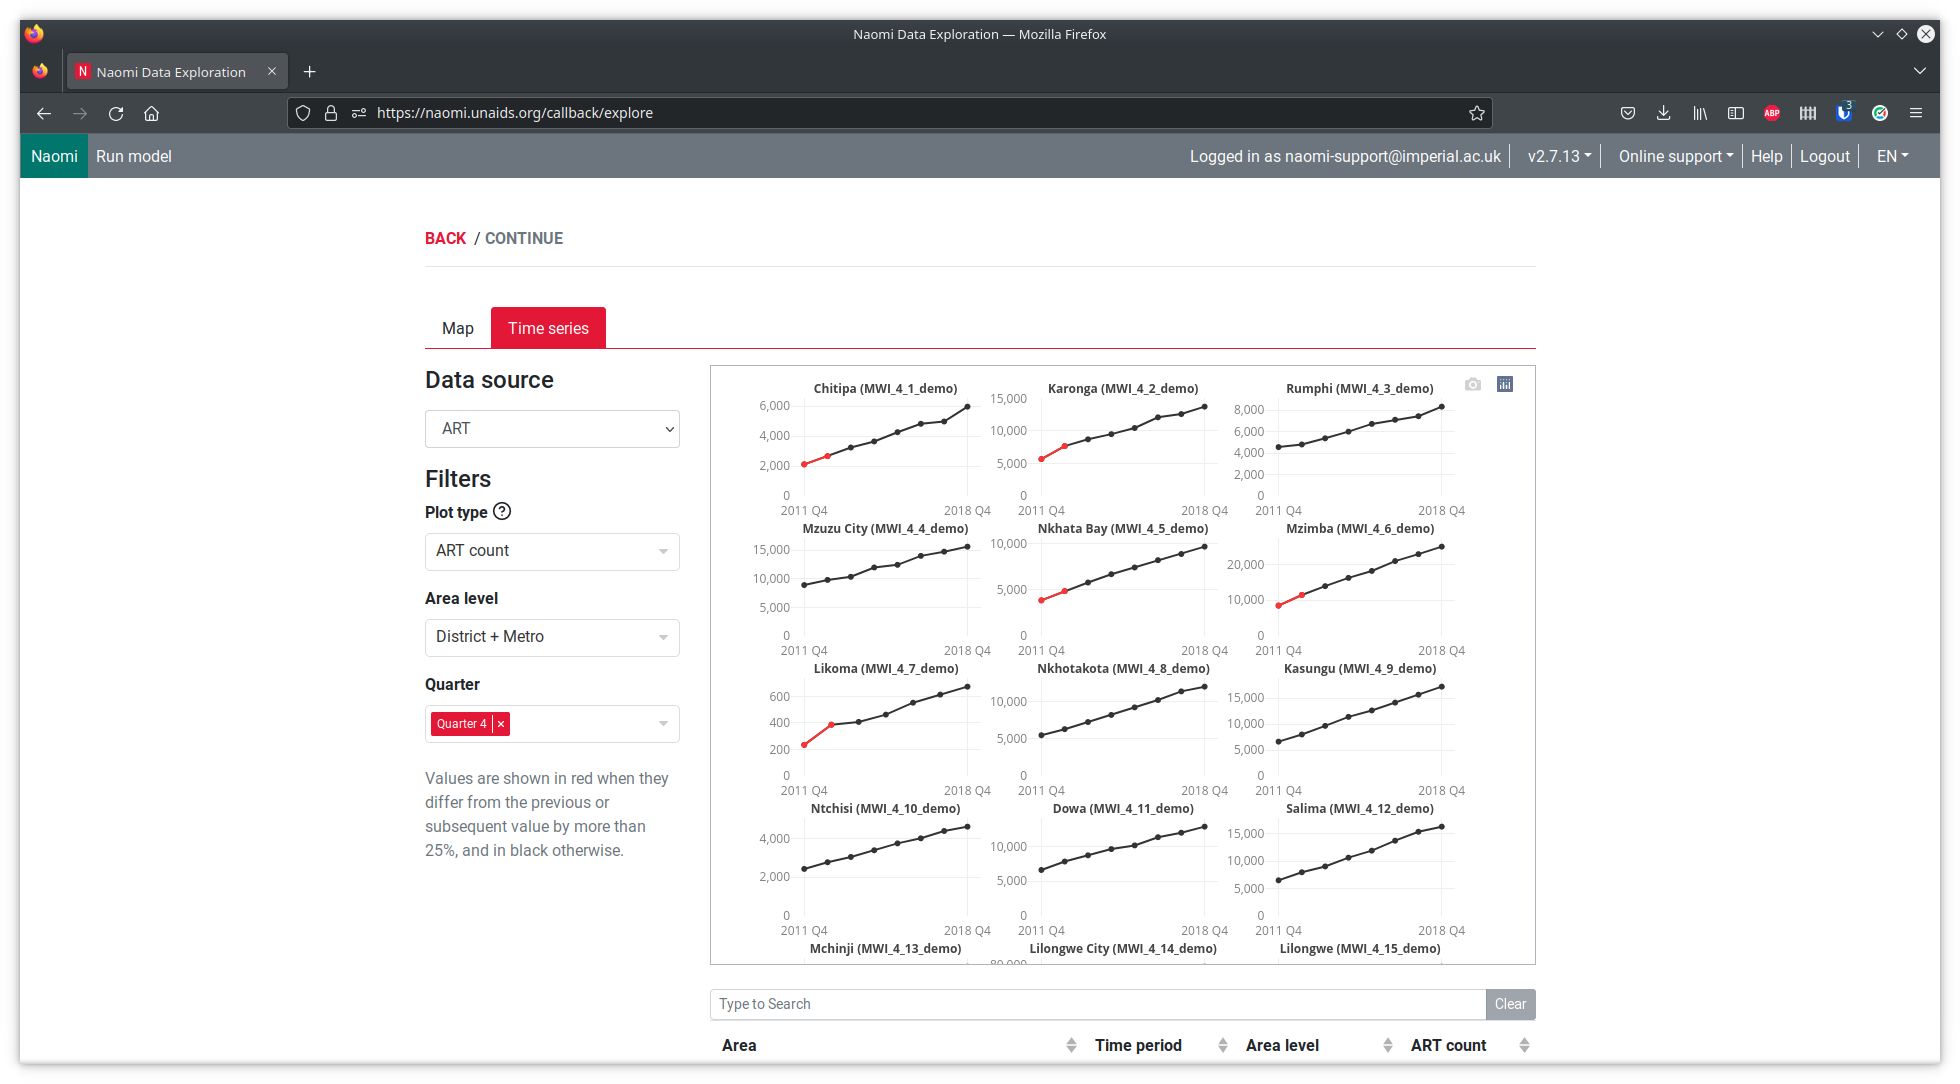 Naomi Data Exploration — Mozilla Firefox
N Naomi Data Exploration
https://naomi.unaids.org/callback/explore
ABP
3
Naomi Run model Logged in as naomi-support@imperial.ac.uk v2.7.13 Online support Help Logout EN
BACK / CONTINUE
Map Time series
Data source
ART
Filters
Plot type ?
ART count
Area level
District + Metro
Quarter
Quarter 4 ×
Values are shown in red when they
differ from the previous or
subsequent value by more than
25%, and in black otherwise.
Chitipa (MWI_4_1_demo)
6,000
4,000
2,000
0
2011 Q4 2018 Q4
Karonga (MWI_4_2_demo)
15,000
10,000
5,000
0
2011 Q4 2018 Q4
Rumphi (MWI_4_3_demo)
8,000
6,000
4,000
2,000
0
2011 Q4 2018 Q4
Mzuzu City (MWI_4_4_demo)
15,000
10,000
5,000
0
2011 Q4 2018 Q4
Nkhata Bay (MWI_4_5_demo)
10,000
5,000
0
2011 Q4 2018 Q4
Mzimba (MWI_4_6_demo)
20,000
10,000
0
2011 Q4 2018 Q4
Likoma (MWI_4_7_demo)
600
400
200
0
2011 Q4 2018 Q4
Nkhotakota (MWI_4_8_demo)
10,000
5,000
0
2011 Q4 2018 Q4
Kasungu (MWI_4_9_demo)
15,000
10,000
5,000
0
2011 Q4 2018 Q4
Ntchisi (MWI_4_10_demo)
4,000
2,000
0
2011 Q4 2018 Q4
Dowa (MWI_4_11_demo)
10,000
5,000
0
2011 Q4 2018 Q4
Salima (MWI_4_12_demo)
15,000
10,000
5,000
0
2011 Q4 2018 Q4
Mchinji (MWI_4_13_demo)
Lilongwe City (MWI_4_14_demo)
80,000
Lilongwe (MWI_4_15_demo)
Type to Search Clear
Area Time period Area level ART count